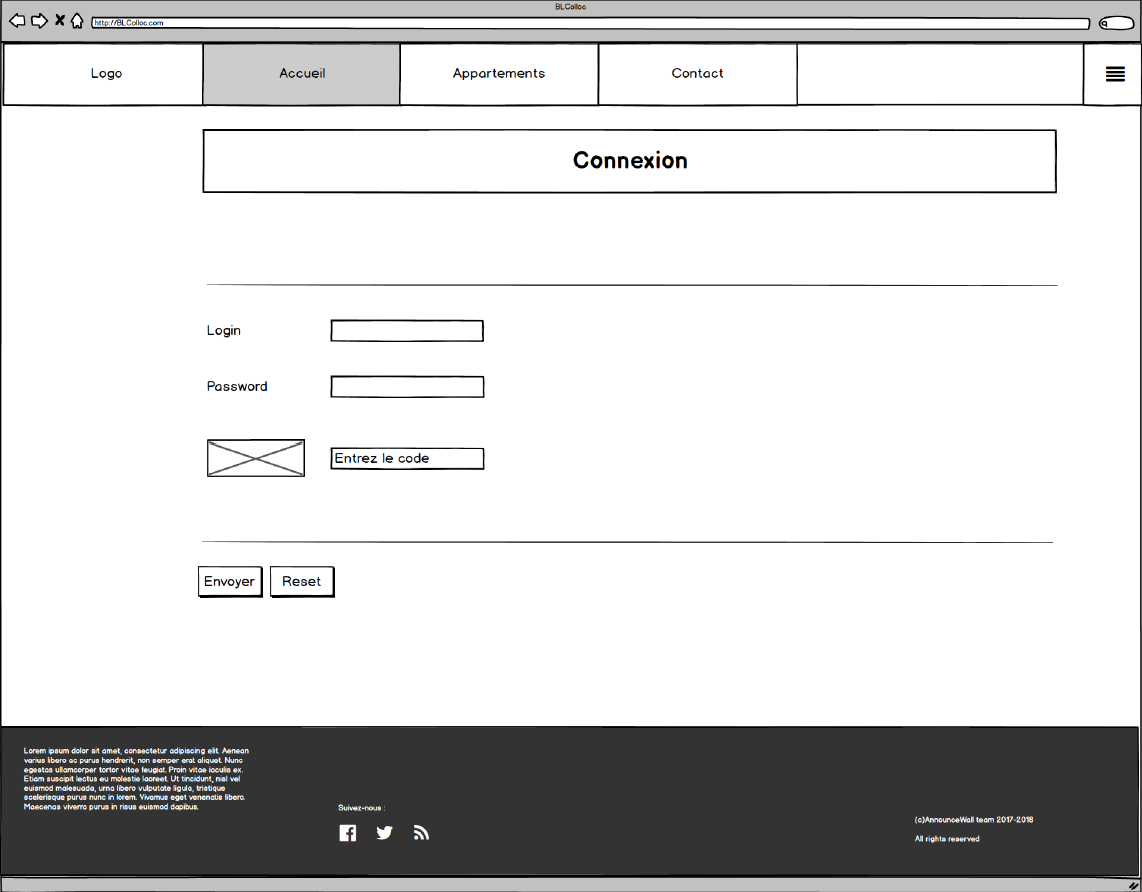 BLColloc
http://BLColloc.com
Logo
Accueil
Appartements
Contact
Connexion
Login
Password
Entrez le code
Envoyer
Reset
Lorem ipsum dolor sit amet, consectetur adipiscing elit. Aenean
varius libero ac purus hendrerit, non semper erat aliquet. Nunc
egestas ullamcorper tortor vitae feugiat. Proin vitae iaculis ex.
Etiam suscipit lectus eu molestie laoreet. Ut tincidunt, nisl vel
euismod malesuada, urna libero vulputate ligula, tristique
scelerisque purus nunc in lorem. Vivamus eget venenatis libero.
Maecenas viverra purus in risus euismod dapibus.
Suivez-nous :
(c)AnnounceWall team 2017-2018
All rights reserved